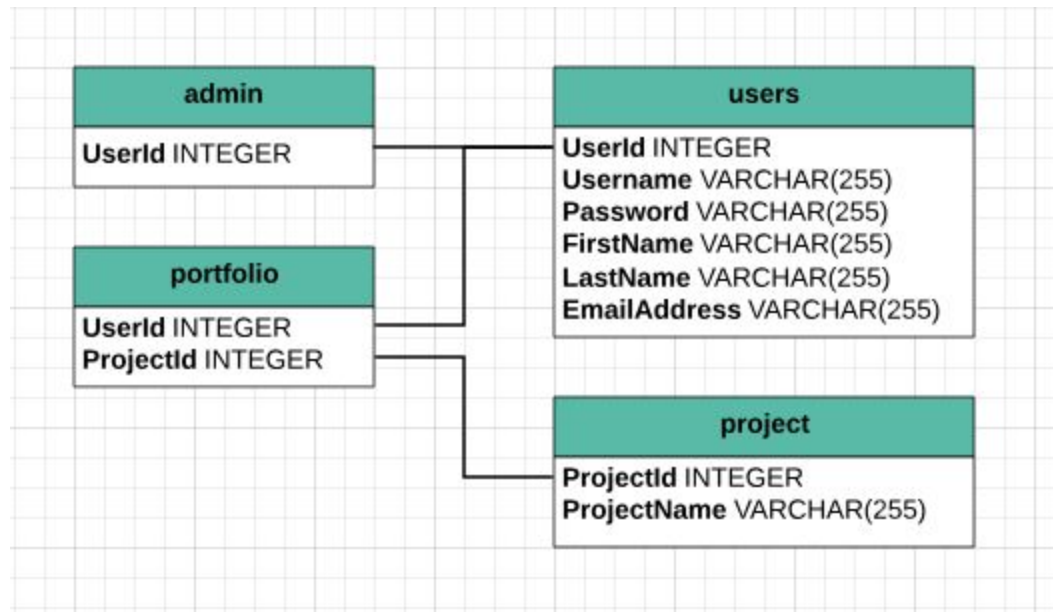 admin
UserId INTEGER
users
UserId INTEGER
Username VARCHAR(255)
Password VARCHAR(255)
FirstName VARCHAR(255)
LastName VARCHAR(255)
EmailAddress VARCHAR(255)
portfolio
UserId INTEGER
ProjectId INTEGER
project
ProjectId INTEGER
ProjectName VARCHAR(255)